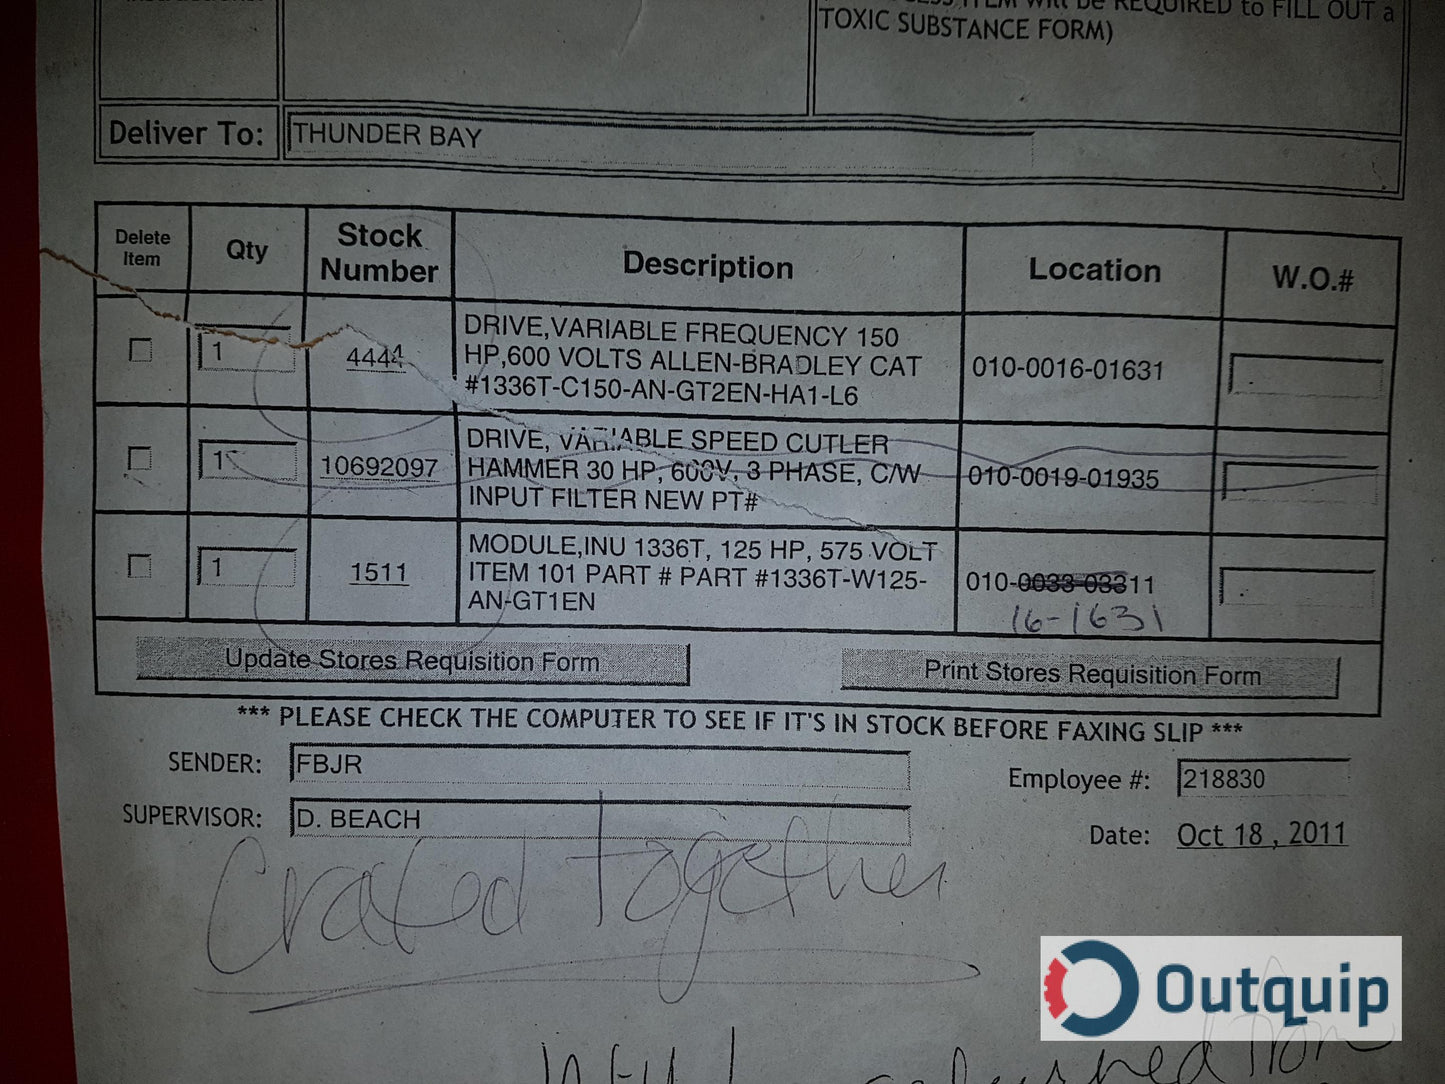 REQUIRED to FILL OUT a
TOXIC SUBSTANCE FORM)
Deliver To: THUNDER BAY
Delete Item Qty Stock Number Description Location W.O.#
1 4444 DRIVE,VARIABLE FREQUENCY 150
HP,600 VOLTS ALLEN-BRADLEY CAT 010-0016-01631
#1336T-C150-AN-GT2EN-HA1-L6
DRIVE, VARIABLE SPEED CUTLER
1 10692097 HAMMER 30 HP, 600V, 3 PHASE, C/W 010-0019-01935
INPUT FILTER NEW PT#
MODULE,INU 1336T, 125 HP, 575 VOLT
1 1511 ITEM 101 PART # PART #1336T-W125- 010-0033-03311
AN-GT1EN
16-1631
Update Stores Requisition Form Print Stores Requisition Form
*** PLEASE CHECK THE COMPUTER TO SEE IF IT'S IN STOCK BEFORE FAXING SLIP ***
SENDER: FBJR Employee #: 218830
SUPERVISOR: D. BEACH Date: Oct 18 , 2011
Crated together
Outquip